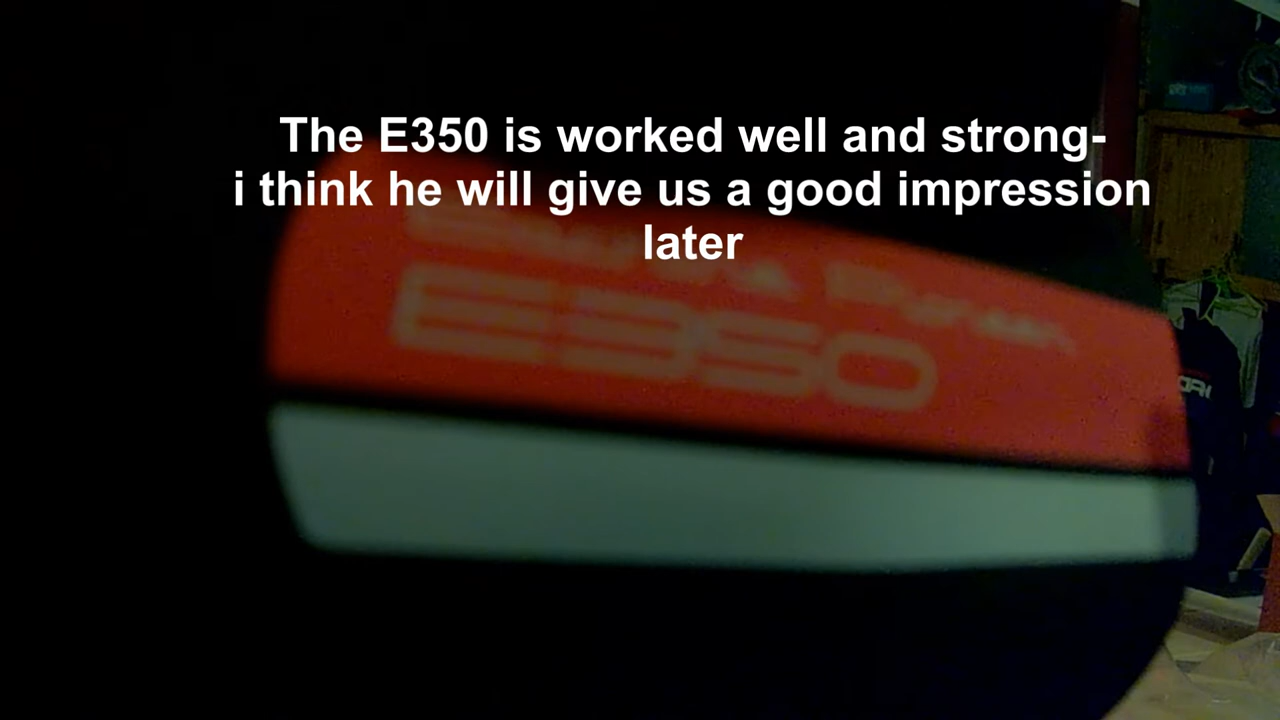 The E350 is worked well and strong-
i think he will give us a good impression
later
E350